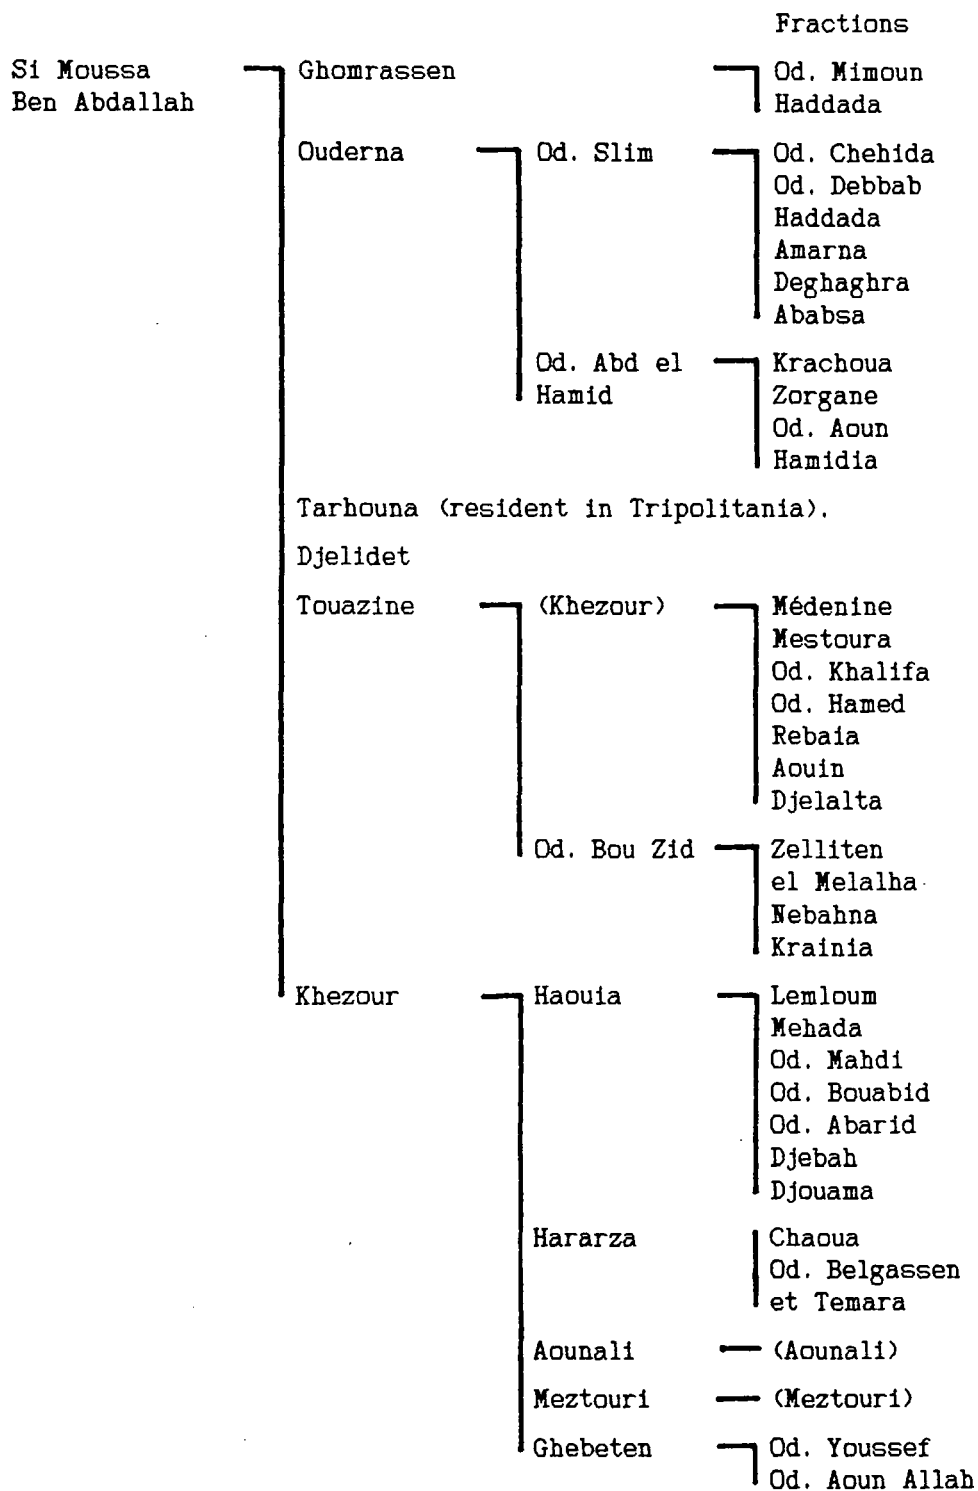 Fractions
Si Moussa Ghomrassen Od. Mimoun
Ben Abdallah Haddada
Ouderna Od. Slim Od. Chehida
Od. Debbab
Haddada
Amarna
Deghaghra
Ababsa
Od. Abd el Krachoua
Hamid Zorgane
Od. Aoun
Hamidia
Tarhouna (resident in Tripolitania).
Djelidet
Touazine (Khezour) Médenine
Mestoura
Od. Khalifa
Od. Hamed
Rebaia
Aouin
Djelalta
Od. Bou Zid Zelliten
el Melalha
Nebahna
Krainia
Khezour Haouia Lemloum
Mehada
Od. Mahdi
Od. Bouabid
Od. Abarid
Djebah
Djouama
Hararza Chaoua
Od. Belgassen
et Temara
Aounali (Aounali)
Meztouri (Meztouri)
Ghebeten Od. Youssef
Od. Aoun Allah